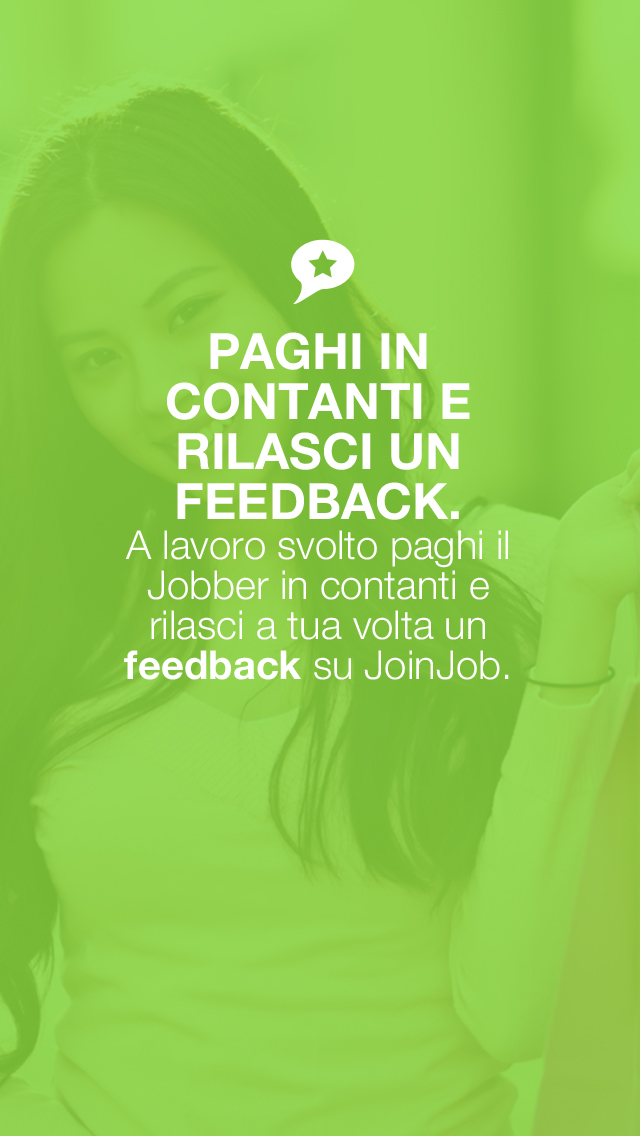 PAGHI IN
CONTANTI E
RILASCI UN
FEEDBACK.
A lavoro svolto paghi il
Jobber in contanti e
rilasci a tua volta un
feedback su JoinJob.